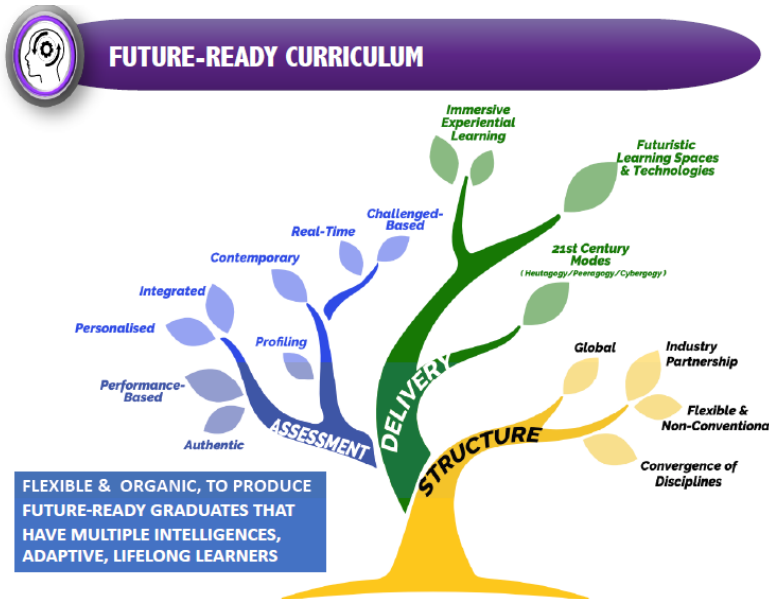 FUTURE-READY CURRICULUM
Immersive
Experiential
Learning
Futuristic
Learning Spaces
& Technologies
Challenged-
Based
Real-Time
Contemporary
21st Century
Modes
( Heutagogy/Peeragogy/Cybergogy )
Integrated
Personalised
Profiling
Performance-
Based
Authentic
Global
Industry
Partnership
Flexible &
Non-Conventiona
Convergence of
Disciplines
ASSESSMENT
DELIVERY
STRUCTURE
FLEXIBLE & ORGANIC, TO PRODUCE
FUTURE-READY GRADUATES THAT
HAVE MULTIPLE INTELLIGENCES,
ADAPTIVE, LIFELONG LEARNERS